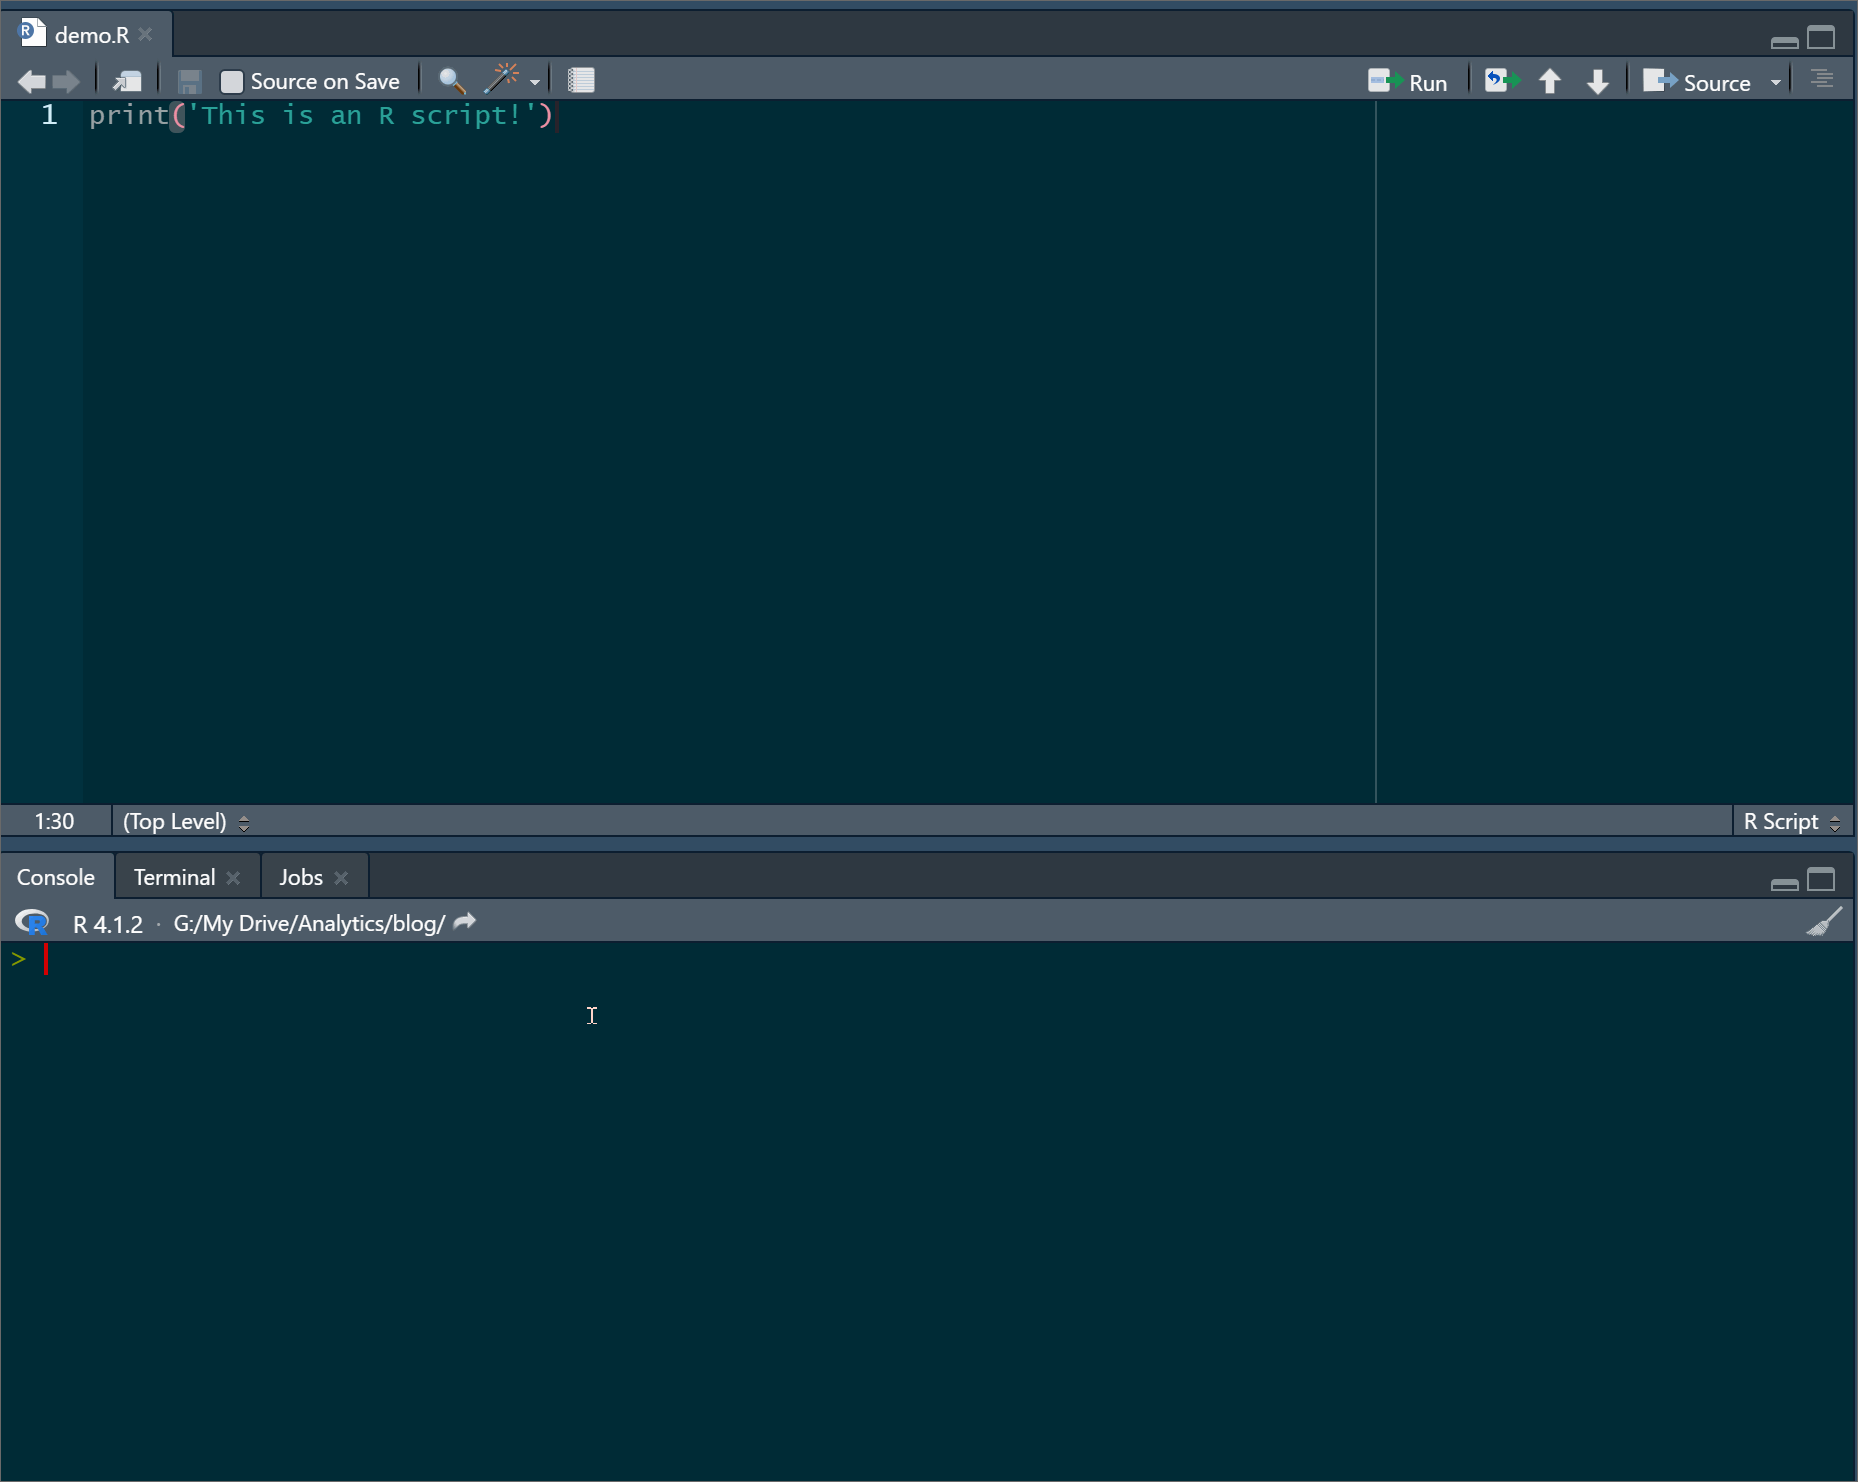 demo.R
Source on Save Run Source
1 print('This is an R script!')
1:30 (Top Level) R Script
Console Terminal Jobs
R 4.1.2 · G:/My Drive/Analytics/blog/
>